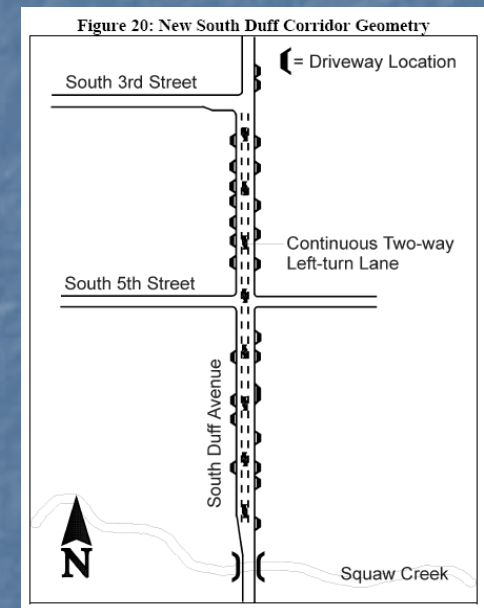 Figure 20: New South Duff Corridor Geometry
= Driveway Location
South 3rd Street
Continuous Two-way
Left-turn Lane
South 5th Street
South Duff Avenue
N
Squaw Creek